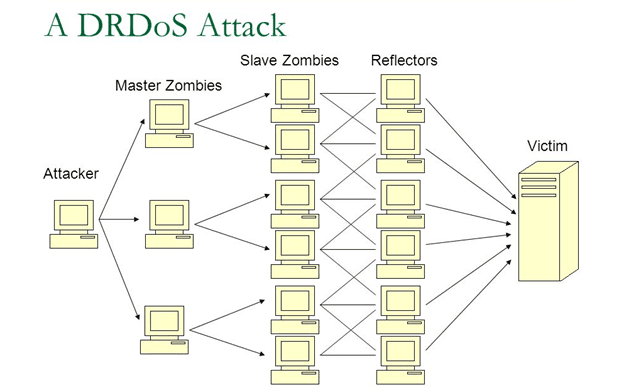 A DRDoS Attack
Slave Zombies
Reflectors
Master Zombies
Victim
Attacker